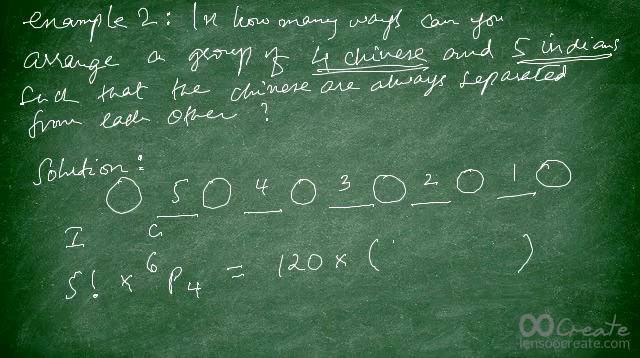 example 2: In how many ways can you
arrange a group of 4 chinese and 5 indians
such that the chinese are always separated
from each other?
Solution:
5 4 3 2 1
I G
5! × 6P4 = 120 × ( )
∞Create
lensoocreate.com